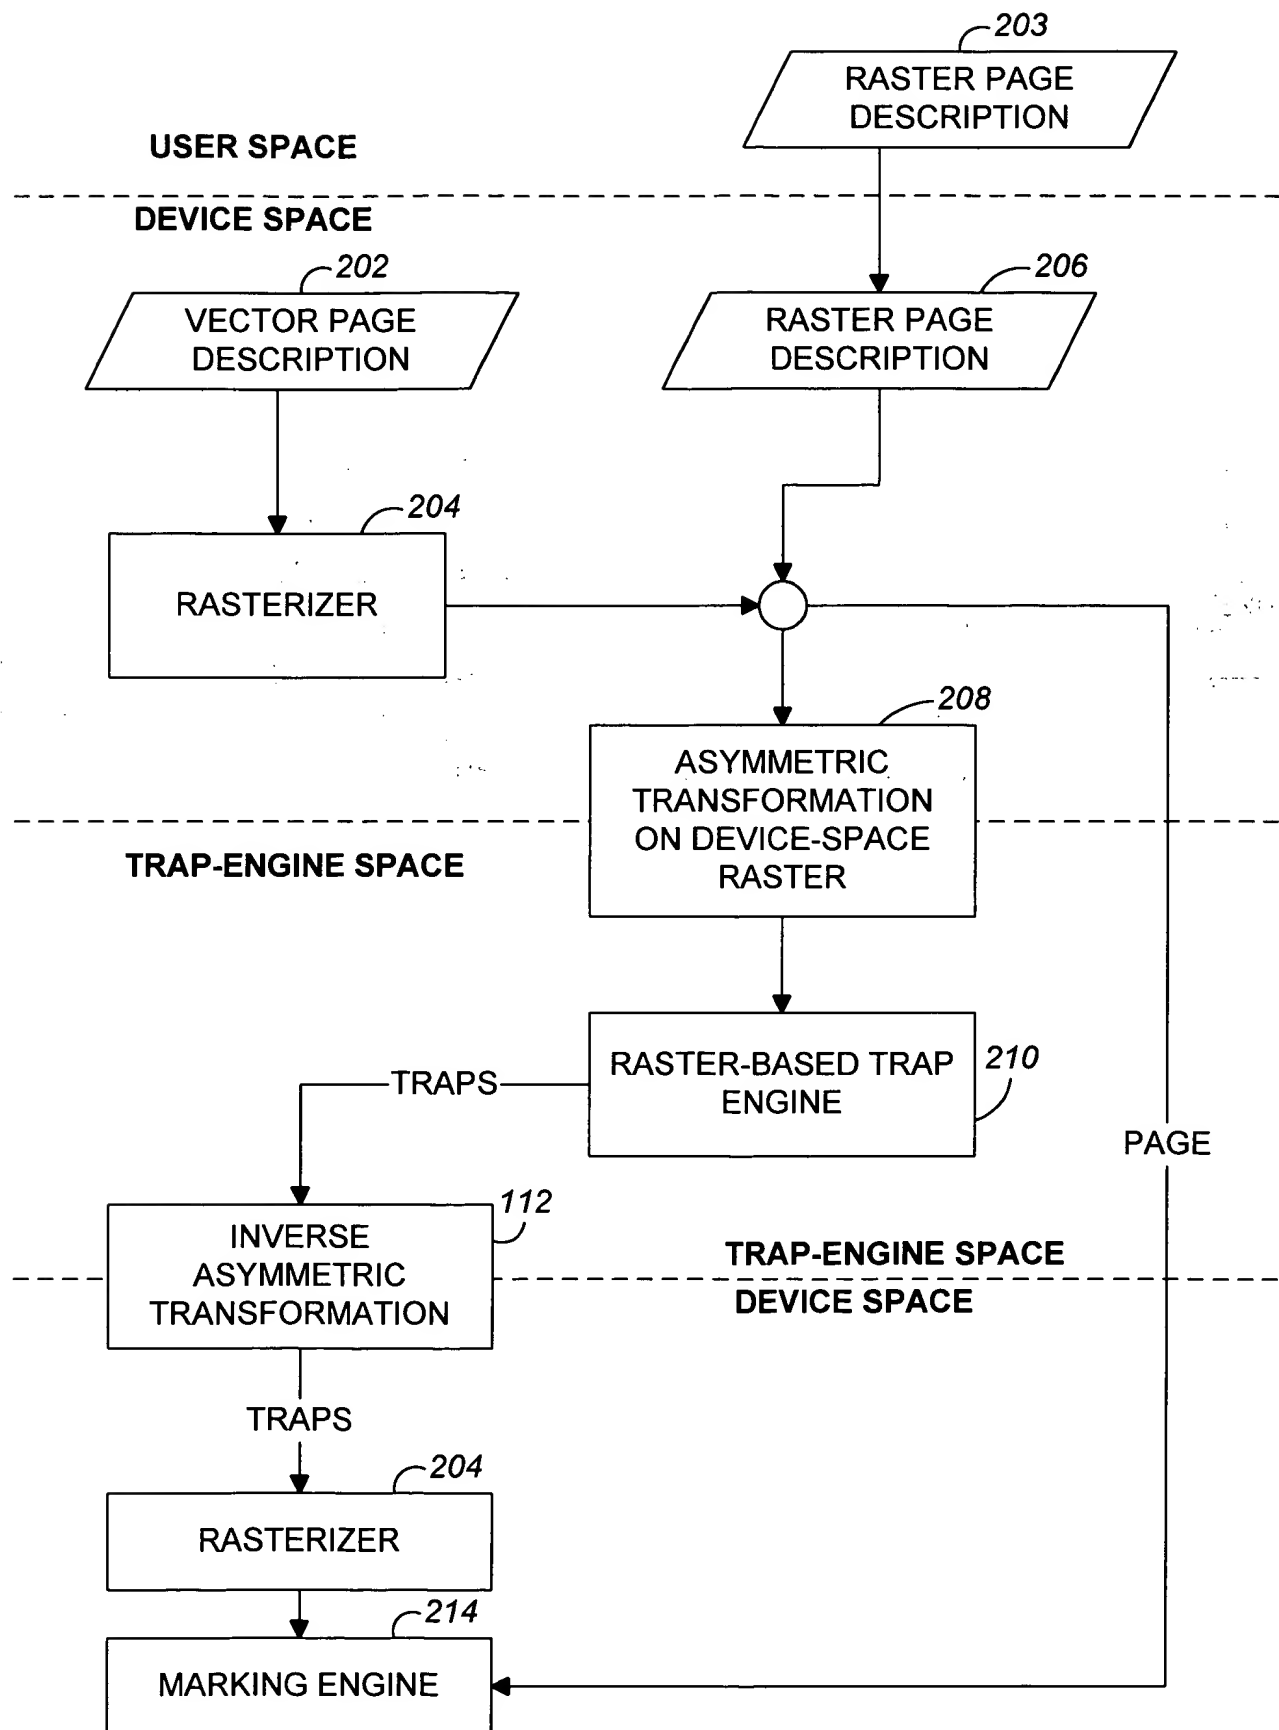 203
RASTER PAGE
DESCRIPTION
USER SPACE
DEVICE SPACE
202
VECTOR PAGE
DESCRIPTION
206
RASTER PAGE
DESCRIPTION
204
RASTERIZER
208
ASYMMETRIC
TRANSFORMATION
ON DEVICE-SPACE
RASTER
TRAP-ENGINE SPACE
RASTER-BASED TRAP
ENGINE
210
TRAPS
PAGE
112
INVERSE
ASYMMETRIC
TRANSFORMATION
TRAP-ENGINE SPACE
DEVICE SPACE
TRAPS
204
RASTERIZER
214
MARKING ENGINE